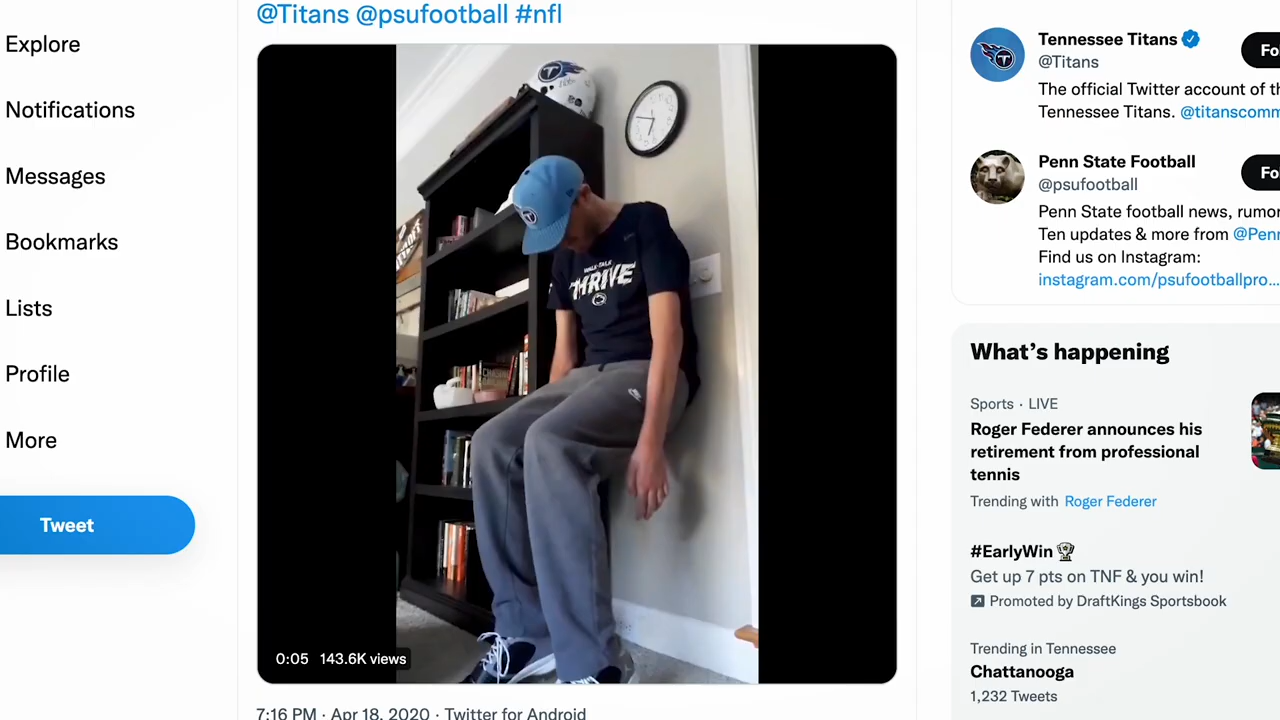 @Titans @psufootball #nfl
Explore
Notifications
Messages
Bookmarks
Lists
Profile
More
Tweet
WALK. TALK.
THRIVE
0:05 143.6K views
7:16 PM · Apr 18, 2020 · Twitter for Android
Tennessee Titans
@Titans
Fo
The official Twitter account of th
Tennessee Titans. @titanscomm
Penn State Football
@psufootball
Fo
Penn State football news, rumor
Ten updates & more from @Penn
Find us on Instagram:
instagram.com/psufootballpro...
What's happening
Sports · LIVE
Roger Federer announces his
retirement from professional
tennis
Trending with Roger Federer
#EarlyWin
Get up 7 pts on TNF & you win!
Promoted by DraftKings Sportsbook
Trending in Tennessee
Chattanooga
1,232 Tweets